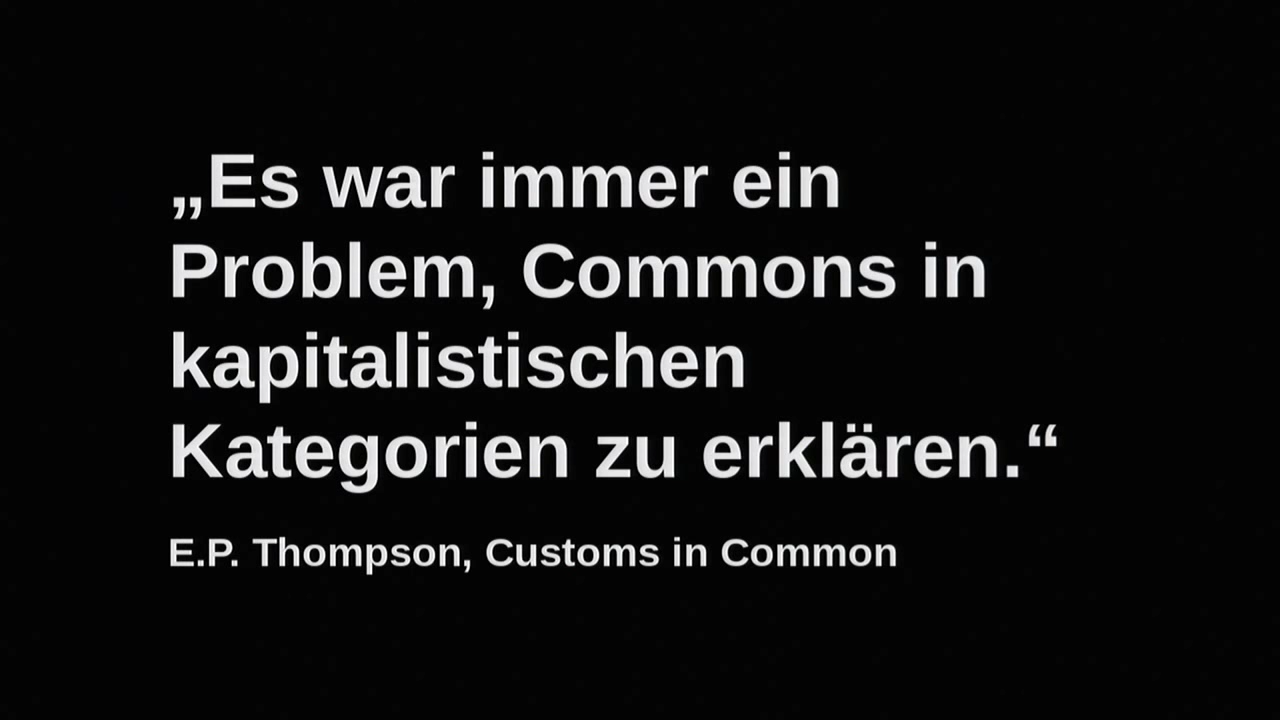 „Es war immer ein
Problem, Commons in
kapitalistischen
Kategorien zu erklären.“
E.P. Thompson, Customs in Common